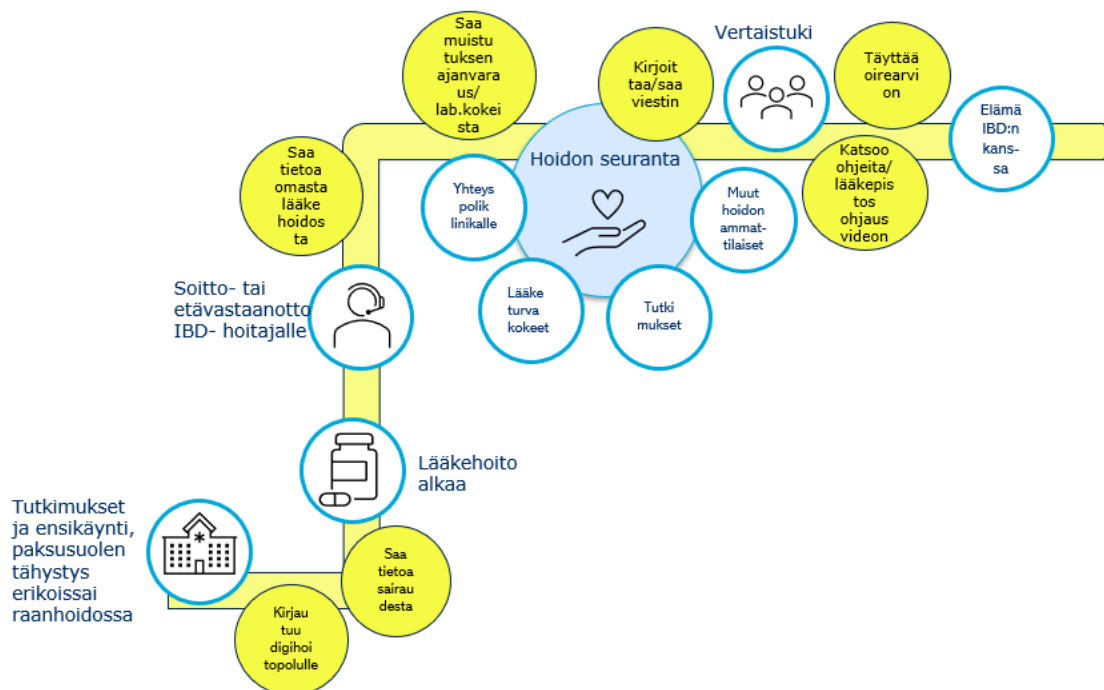 Saa
muistu
tuksen
ajanvara
us/
lab.kokei
sta
Kirjoit
taa/saa
viestin
Vertaistuki
Täyttää
oirearvi
on
Elämä
IBD:n
kans-
sa
Saa
tietoa
omasta
lääke
hoidos
ta
Hoidon seuranta
Yhteys
polik
linikalle
Muut
hoidon
ammat-
tilaiset
Katsoo
ohjeita/
lääkepis
tos
ohjaus
videon
Lääke
turva
kokeet
Tutki
mukset
Soitto- tai
etävastaanotto
IBD- hoitajalle
Lääkehoito
alkaa
Tutkimukset
ja ensikäynti,
paksusuolen
tähystys
erikoissai
raanhoidossa
Saa
tietoa
sairau
desta
Kirjau
tuu
digihoi
topolulle